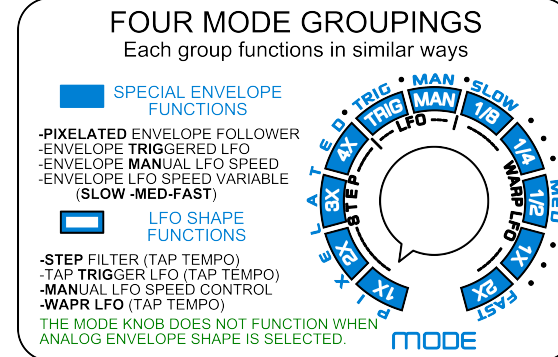 FOUR MODE GROUPINGS
Each group functions in similar ways
SPECIAL ENVELOPE
FUNCTIONS
-PIXELATED ENVELOPE FOLLOWER
-ENVELOPE TRIGGERED LFO
-ENVELOPE MANUAL LFO SPEED
-ENVELOPE LFO SPEED VARIABLE
(SLOW -MED-FAST)
LFO SHAPE
FUNCTIONS
-STEP FILTER (TAP TEMPO)
-TAP TRIGGER LFO (TAP TEMPO)
-MANUAL LFO SPEED CONTROL
-WAPR LFO (TAP TEMPO)
THE MODE KNOB DOES NOT FUNCTION WHEN
ANALOG ENVELOPE SHAPE IS SELECTED.
PIXELATED
TRIG
MAN
SLOW
MED
FAST
1X
2X
3X
4X
TRIG
MAN
1/8
1/4
1/2
1X
2X
STEP
LFO
WARP LFO
MODE